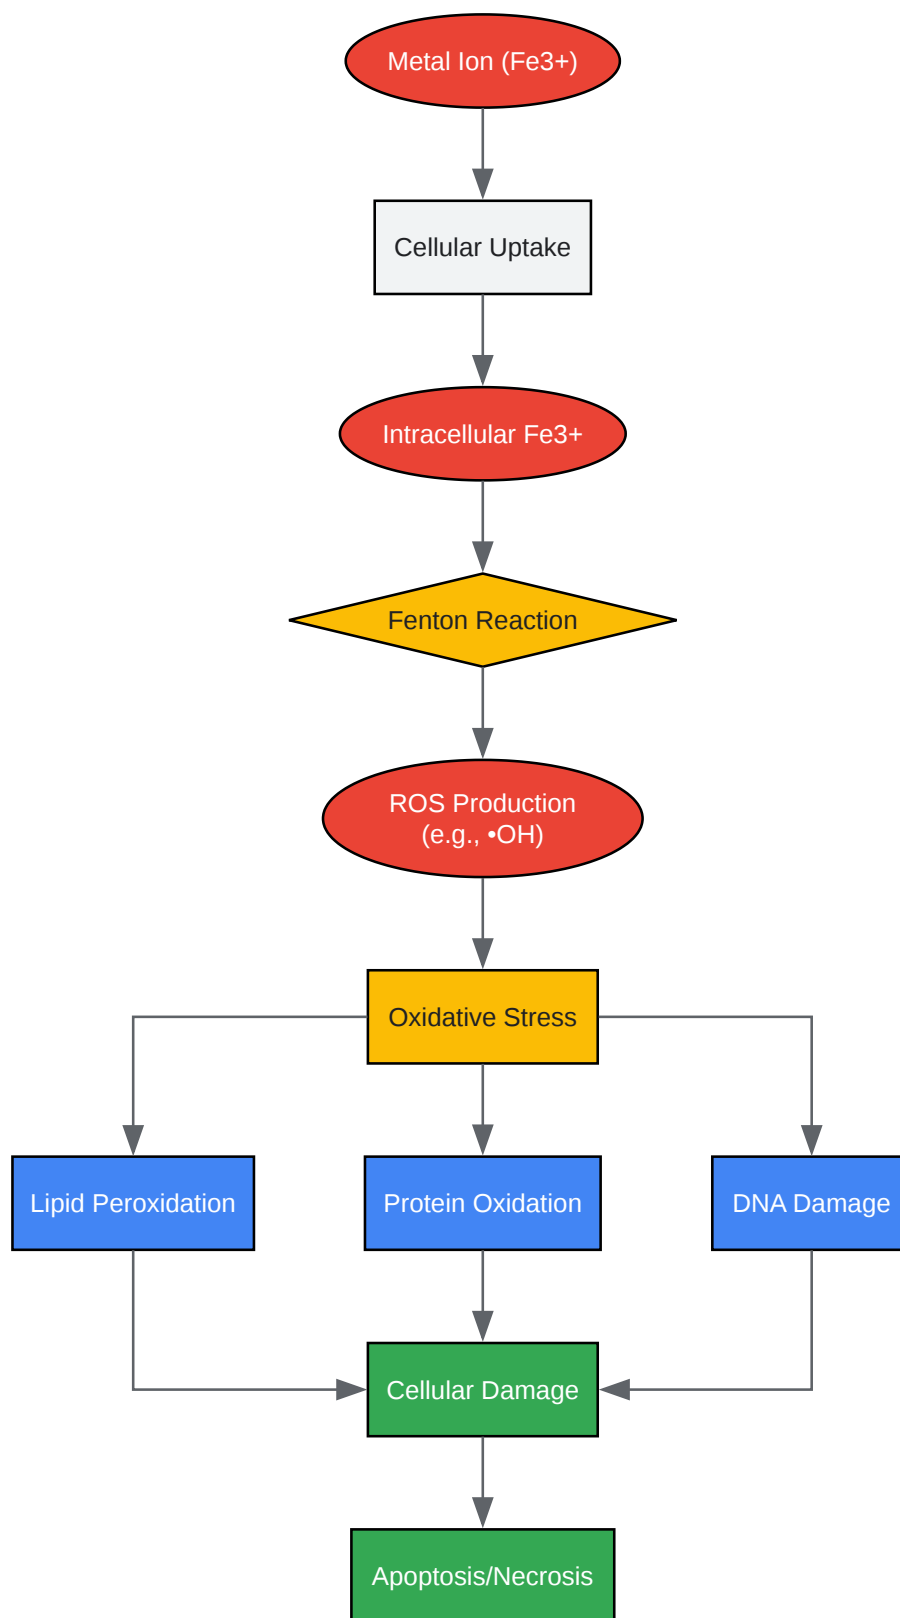 Metal Ion (Fe3+)
Cellular Uptake
Intracellular Fe3+
Fenton Reaction
ROS Production
(e.g., •OH)
Oxidative Stress
Lipid Peroxidation
Protein Oxidation
DNA Damage
Cellular Damage
Apoptosis/Necrosis